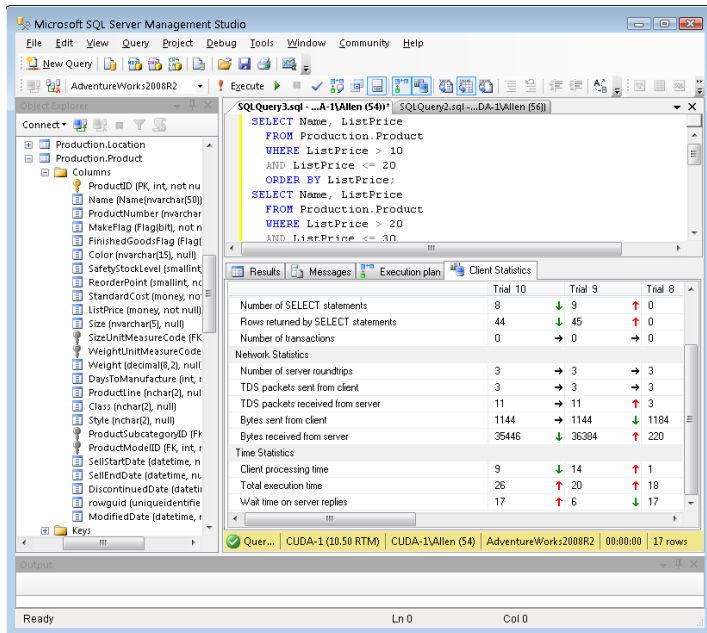 Microsoft SQL Server Management Studio
File Edit View Query Project Debug Tools Window Community Help
New Query
AdventureWorks2008R2 Execute
Object Explorer
Connect
Production.Location
Production.Product
Columns
ProductID (PK, int, not nu
Name (Name(nvarchar(50))
ProductNumber (nvarchar
MakeFlag (Flag(bit), not n
FinishedGoodsFlag (Flag(
Color (nvarchar(15), null)
SafetyStockLevel (smallint,
ReorderPoint (smallint, no
StandardCost (money, no
ListPrice (money, not null)
Size (nvarchar(5), null)
SizeUnitMeasureCode (FK
WeightUnitMeasureCode
Weight (decimal(8,2), null,
DaysToManufacture (int, r
ProductLine (nchar(2), nul
Class (nchar(2), null)
Style (nchar(2), null)
ProductSubcategoryID (FK
ProductModelID (FK, int, r
SellStartDate (datetime, n
SellEndDate (datetime, nu
DiscontinuedDate (dateti
rowguid (uniqueidentifie
ModifiedDate (datetime, r
Keys
SQLQuery3.sql - ...A-1\Allen (54))* SQLQuery2.sql -...DA-1\Allen (56))
SELECT Name, ListPrice
FROM Production.Product
WHERE ListPrice > 10
AND ListPrice <= 20
ORDER BY ListPrice;
SELECT Name, ListPrice
FROM Production.Product
WHERE ListPrice > 20
AND ListPrice <= 30
Results Messages Execution plan Client Statistics
Trial 10 Trial 9 Trial 8
Number of SELECT statements 8 ↓ 9 ↑ 0
Rows returned by SELECT statements 44 ↓ 45 ↑ 0
Number of transactions 0 → 0 → 0
Network Statistics
Number of server roundtrips 3 → 3 → 3
TDS packets sent from client 3 → 3 → 3
TDS packets received from server 11 → 11 ↑ 3
Bytes sent from client 1144 → 1144 ↓ 1184
Bytes received from server 35446 ↓ 36384 ↑ 220
Time Statistics
Client processing time 9 ↓ 14 ↑ 1
Total execution time 26 ↑ 20 ↑ 18
Wait time on server replies 17 ↑ 6 ↓ 17
Quer... CUDA-1 (10.50 RTM) CUDA-1\Allen (54) AdventureWorks2008R2 00:00:00 17 rows
Output
Ready Ln 0 Col 0